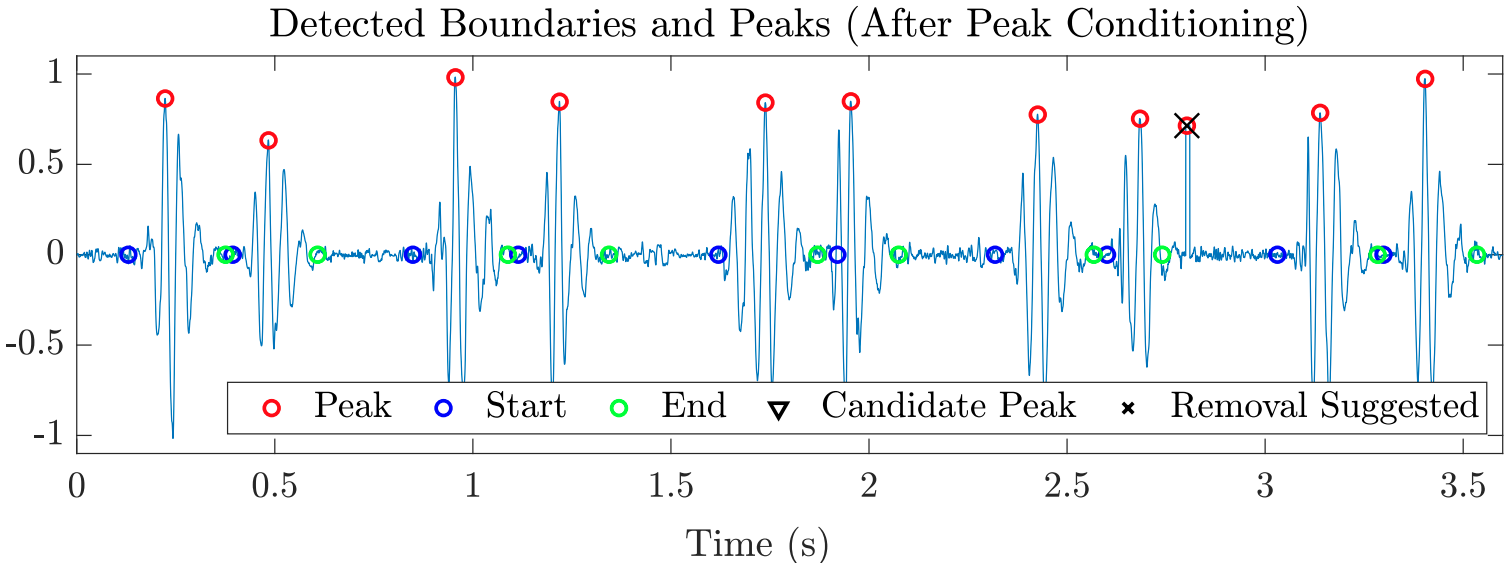 Detected Boundaries and Peaks (After Peak Conditioning)
1
0.5
0
-0.5
-1
Peak Start End Candidate Peak Removal Suggested
0 0.5 1 1.5 2 2.5 3 3.5
Time (s)